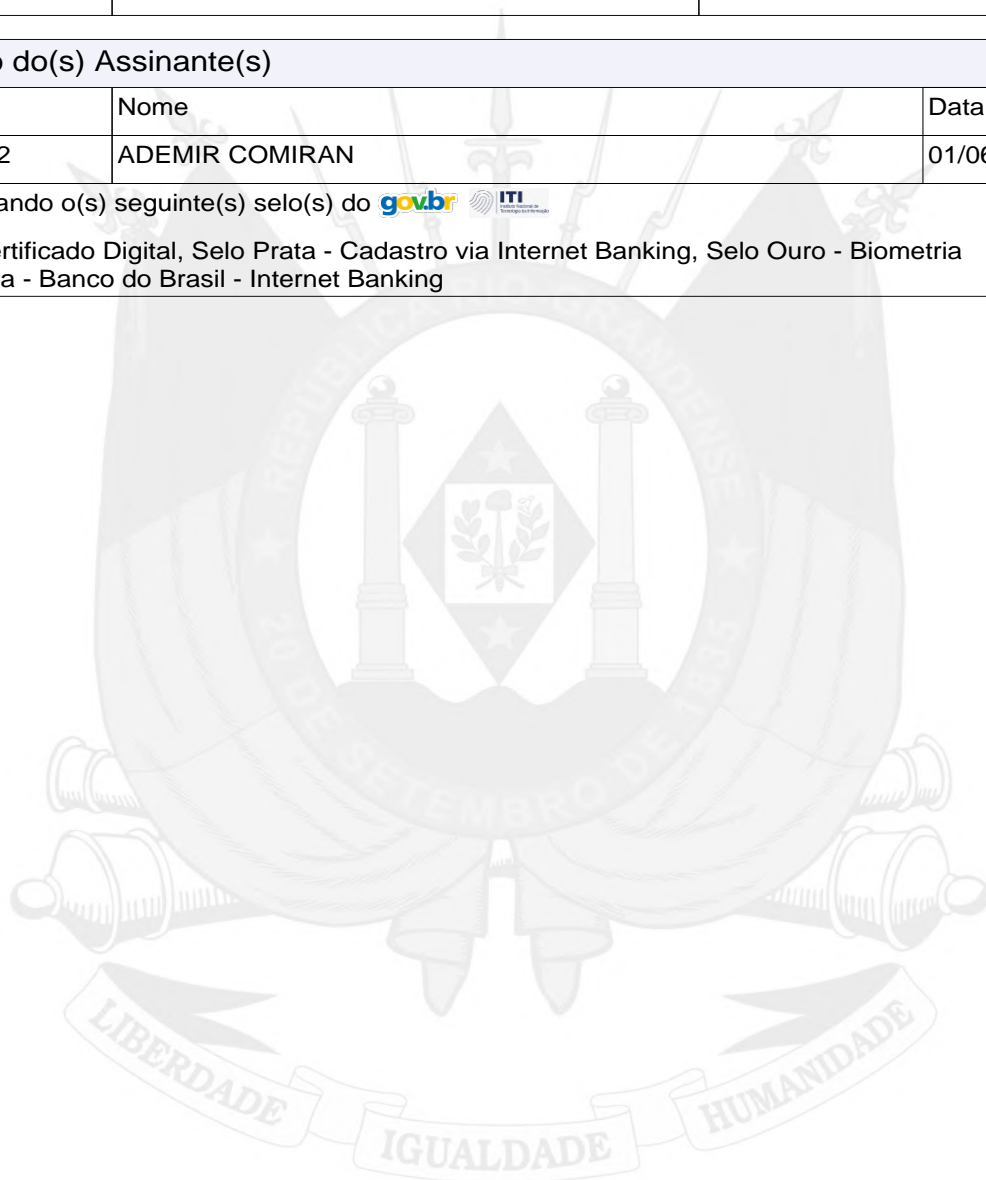 o do(s) Assinante(s)
Nome Data
2 ADEMIR COMIRAN 01/06
ando o(s) seguinte(s) selo(s) do gov.br ITI
rtificado Digital, Selo Prata - Cadastro via Internet Banking, Selo Ouro - Biometria
a - Banco do Brasil - Internet Banking
REPUBLICA RIO GRANDENSE
20 DE SETEMBRO DE 1835
LIBERDADE IGUALDADE HUMANIDADE